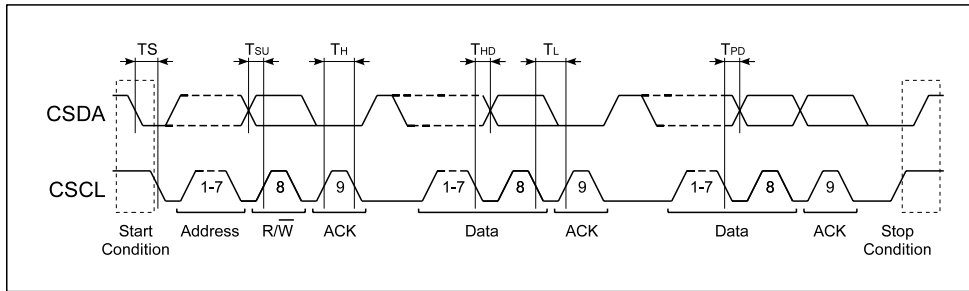 TS TSU TH THD TL TPD
CSDA
CSCL 1-7 8 9 1-7 8 9 1-7 8 9
Start Condition Address R/W̅ ACK Data ACK Data ACK Stop Condition